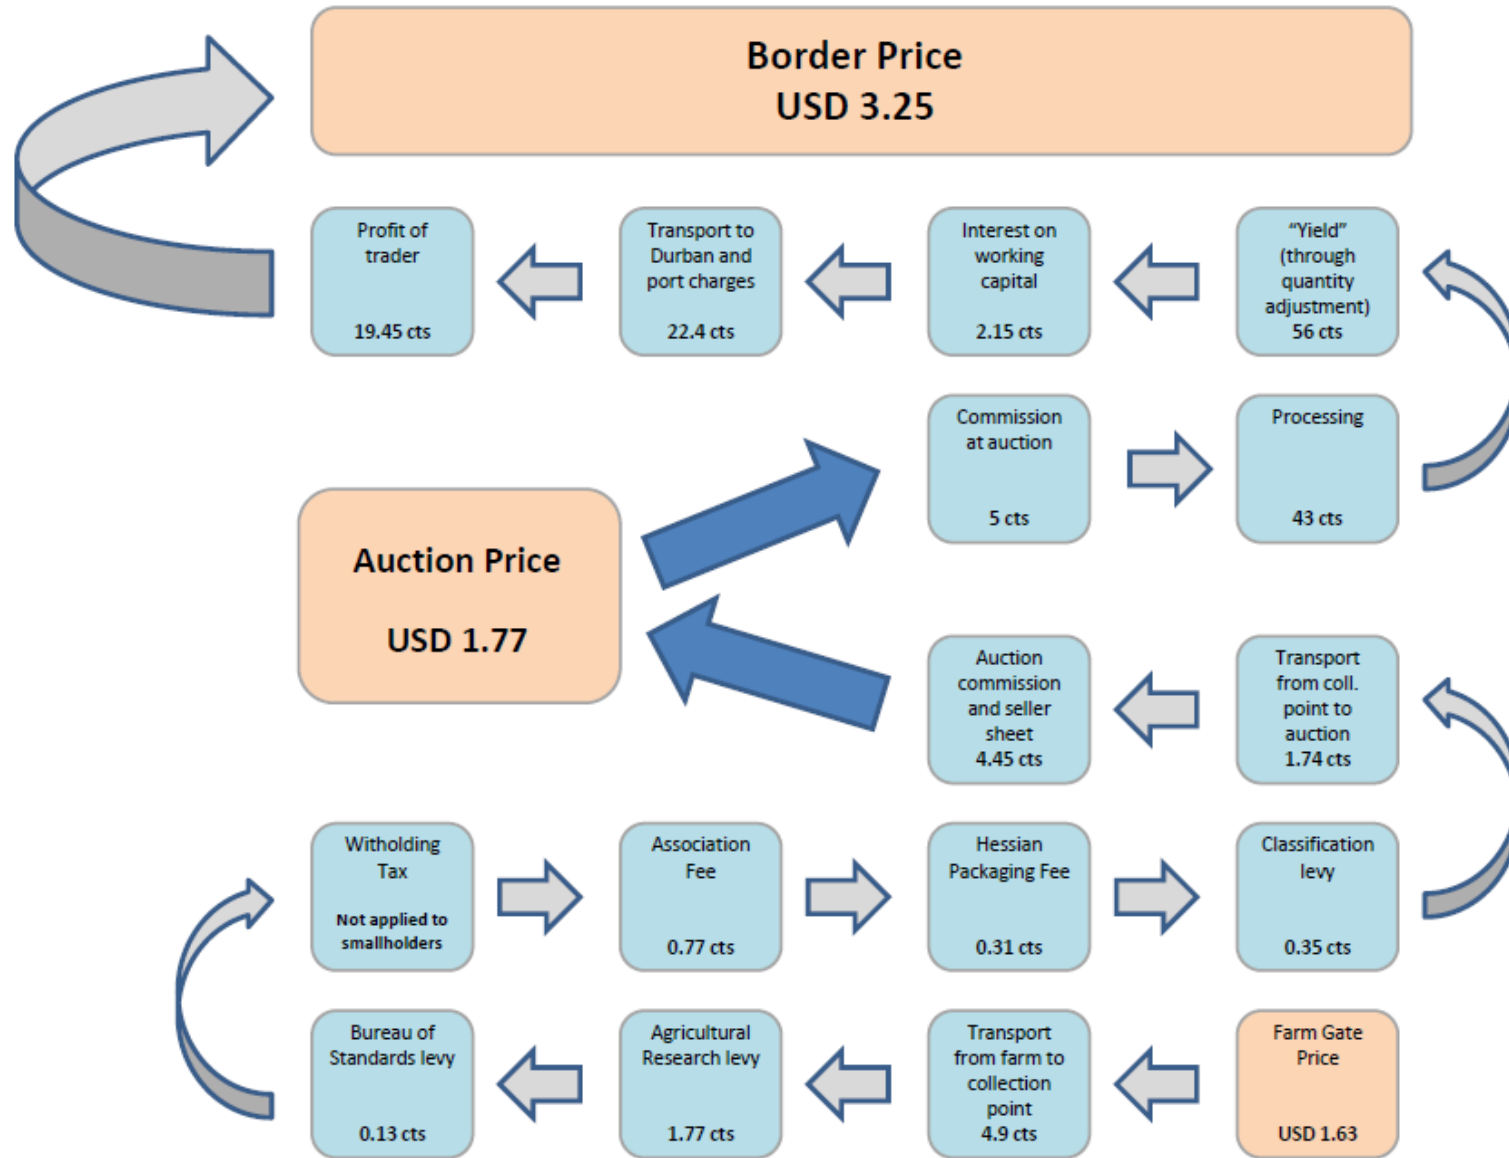 Border Price
USD 3.25
Profit of
trader
19.45 cts
Transport to
Durban and
port charges
22.4 cts
Interest on
working
capital
2.15 cts
“Yield”
(through
quantity
adjustment)
56 cts
Commission
at auction
5 cts
Processing
43 cts
Auction Price
USD 1.77
Auction
commission
and seller
sheet
4.45 cts
Transport
from coll.
point to
auction
1.74 cts
Witholding
Tax
Not applied to
smallholders
Association
Fee
0.77 cts
Hessian
Packaging Fee
0.31 cts
Classification
levy
0.35 cts
Bureau of
Standards levy
0.13 cts
Agricultural
Research levy
1.77 cts
Transport
from farm to
collection
point
4.9 cts
Farm Gate
Price
USD 1.63